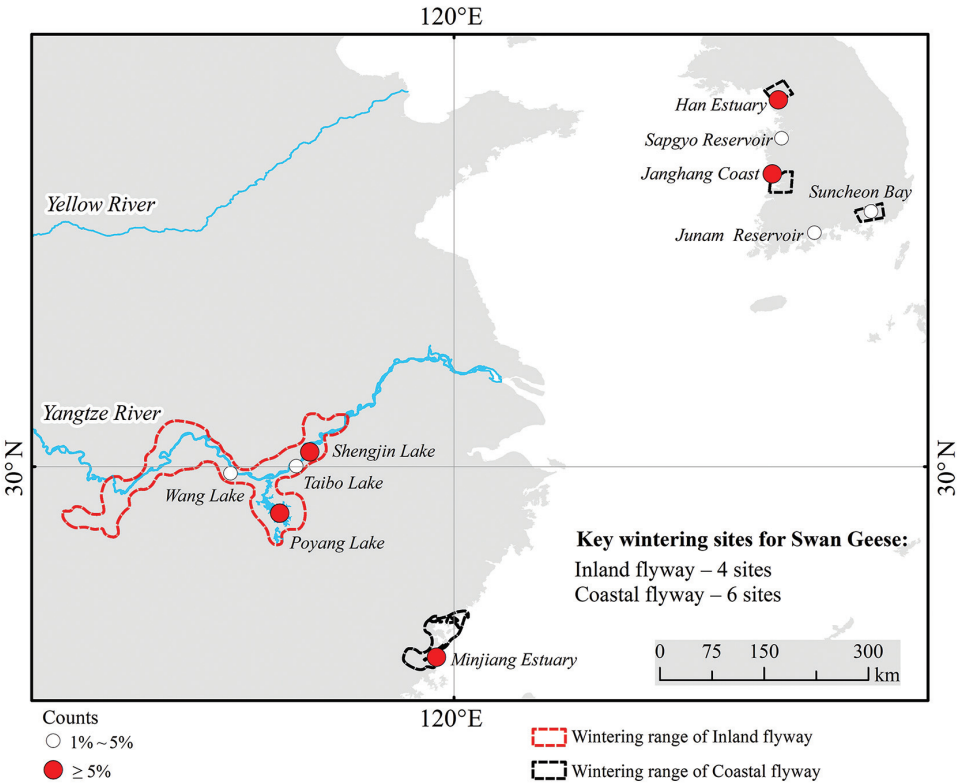 120°E
Han Estuary
Sapgyo Reservoir
Janghang Coast
Suncheon Bay
Yellow River
Junam Reservoir
Yangtze River
Shengjin Lake
30°N
30°N
Taibo Lake
Wang Lake
Poyang Lake
Key wintering sites for Swan Geese:
Inland flyway – 4 sites
Coastal flyway – 6 sites
Minjiang Estuary
0 75 150 300
km
120°E
Counts
1%~5%
≥ 5%
Wintering range of Inland flyway
Wintering range of Coastal flyway